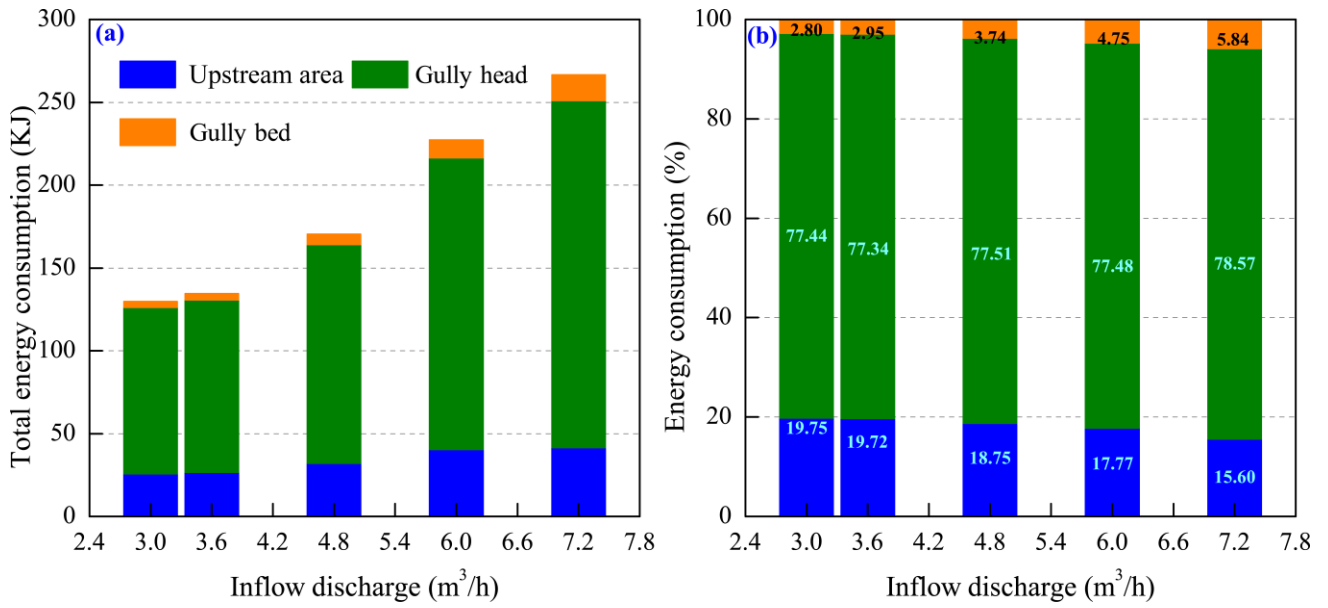 (a)
Upstream area
Gully head
Gully bed
Total energy consumption (KJ)
300
250
200
150
100
50
0
2.4 3.0 3.6 4.2 4.8 5.4 6.0 6.6 7.2 7.8
Inflow discharge (m³/h)
(b)
Energy consumption (%)
100
80
60
40
20
0
2.80 2.95 3.74 4.75 5.84
77.44 77.34 77.51 77.48 78.57
19.75 19.72 18.75 17.77 15.60
2.4 3.0 3.6 4.2 4.8 5.4 6.0 6.6 7.2 7.8
Inflow discharge (m³/h)